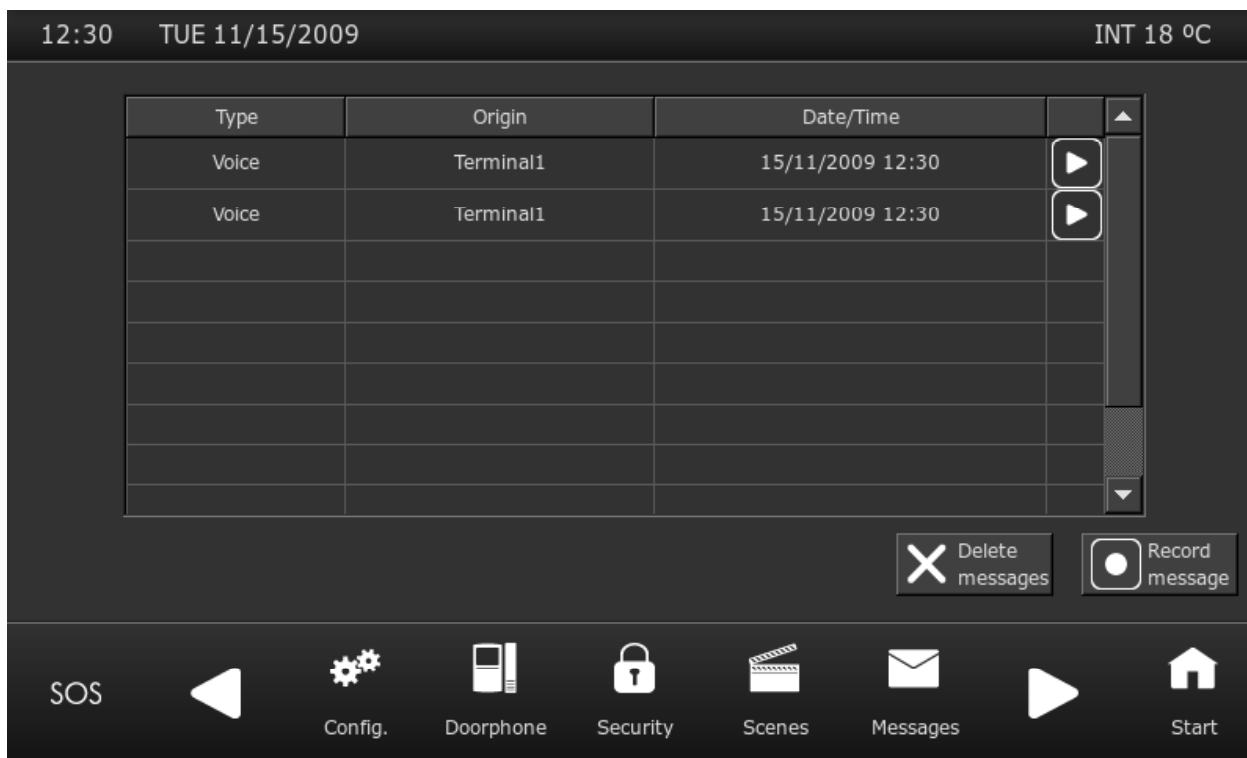 12:30 TUE 11/15/2009 INT 18 ºC
Type Origin Date/Time
Voice Terminal1 15/11/2009 12:30
Voice Terminal1 15/11/2009 12:30
Delete
messages
Record
message
SOS
Config. Doorphone Security Scenes Messages Start